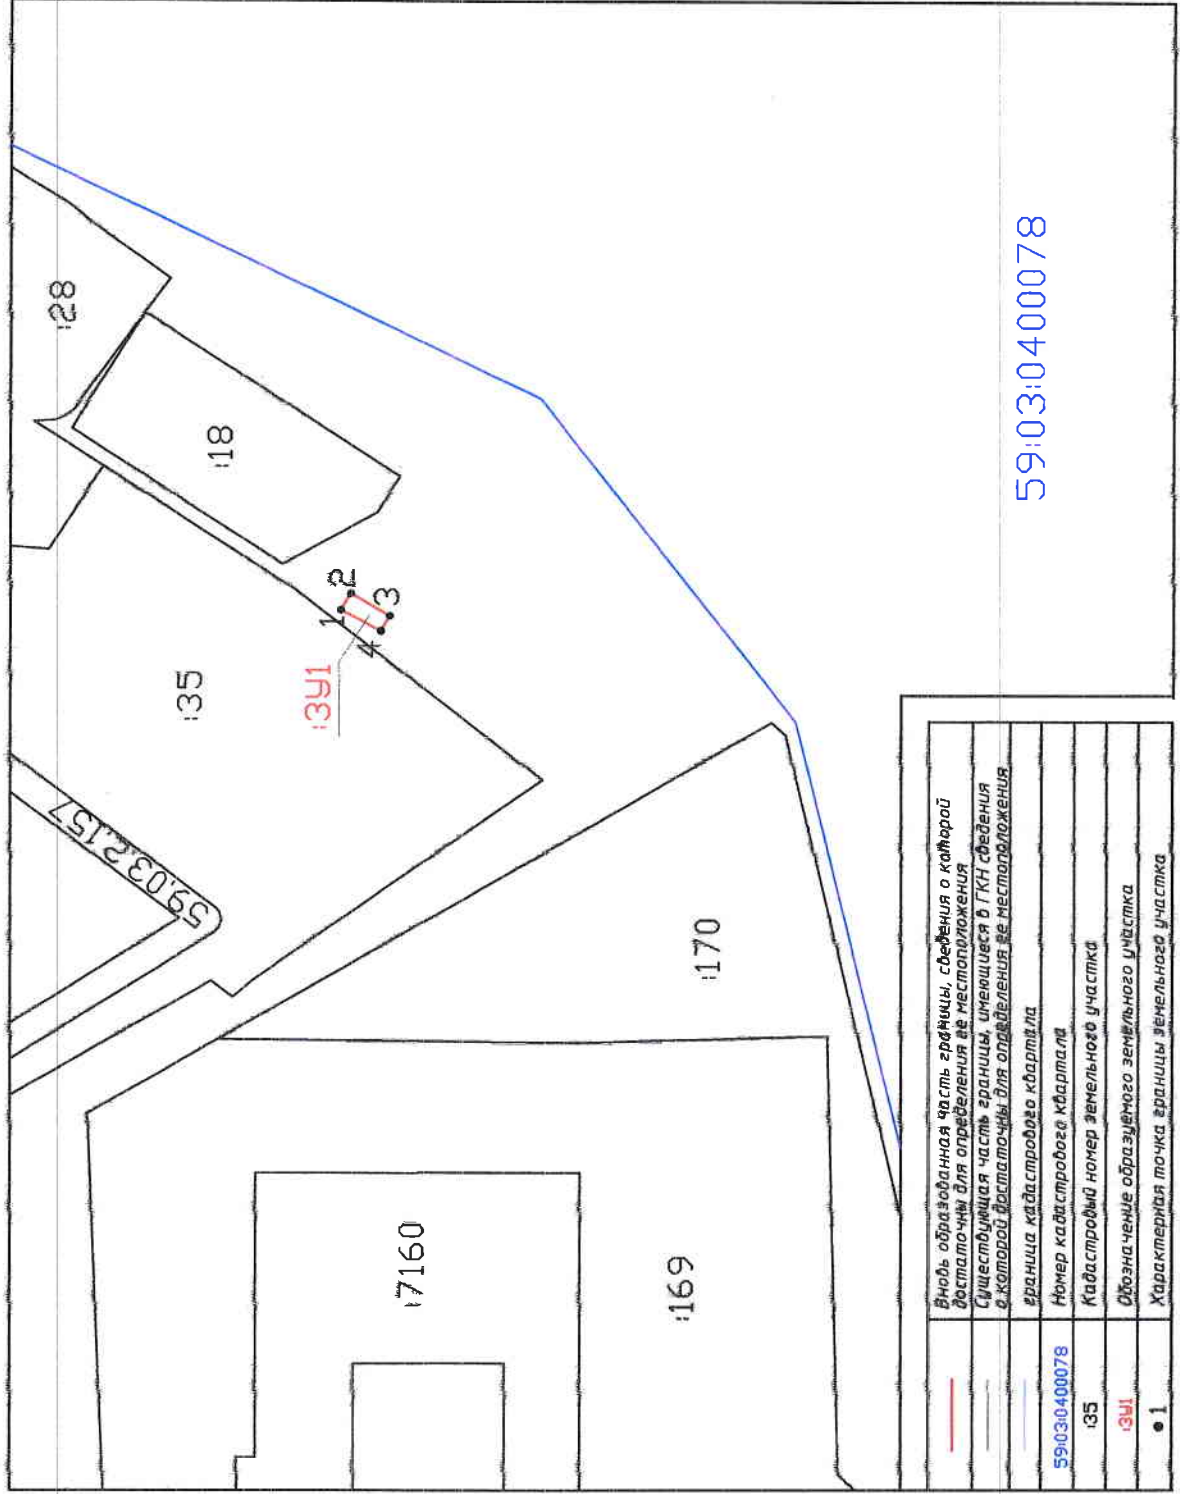 :28
:18
:35
:ЗУ1
1
2
3
4
59.03.2.157
:170
:7160
:169
59:03:0400078
Вновь образованная часть границы, сведения о которой
достаточны для определения ее местоположения
Существующая часть границы, имеющиеся в ГКН сведения
о которой достаточны для определения ее местоположения
граница кадастрового квартала
59:03:0400078 Номер кадастрового квартала
:35 Кадастровый номер земельного участка
:ЗУ1 Обозначение образуемого земельного участка
• 1 Характерная точка границы земельного участка